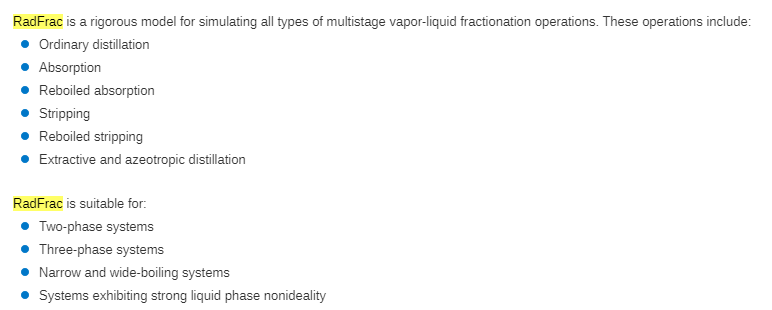 RadFrac is a rigorous model for simulating all types of multistage vapor-liquid fractionation operations. These operations include:
Ordinary distillation
Absorption
Reboiled absorption
Stripping
Reboiled stripping
Extractive and azeotropic distillation
RadFrac is suitable for:
Two-phase systems
Three-phase systems
Narrow and wide-boiling systems
Systems exhibiting strong liquid phase nonideality